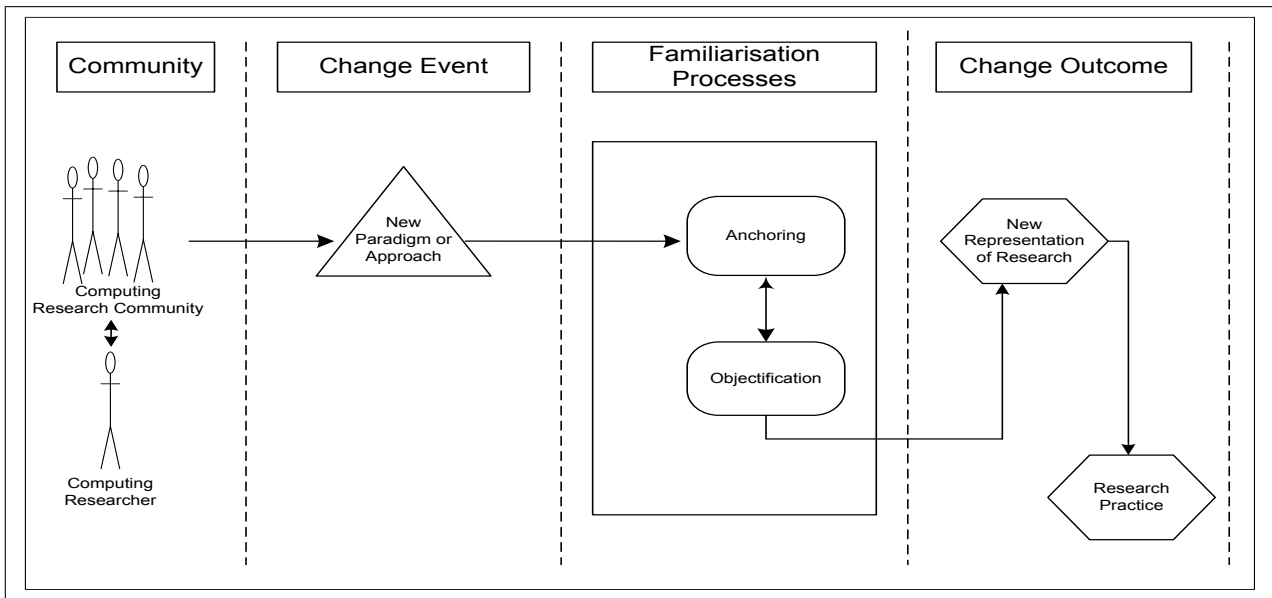 Community
Change Event
Familiarisation
Processes
Change Outcome
Computing
Research Community
Computing
Researcher
New
Paradigm or
Approach
Anchoring
Objectification
New
Representation
of Research
Research
Practice